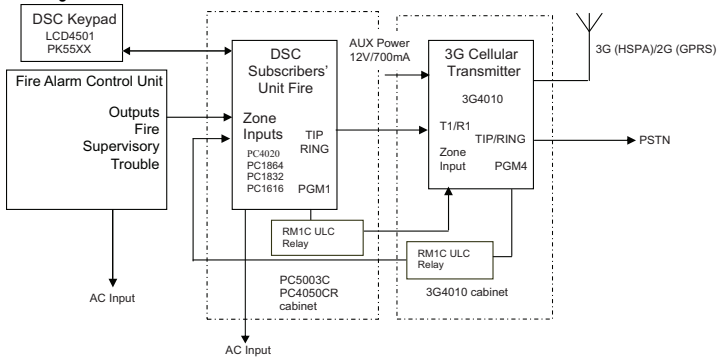 DSC Keypad
LCD4501
PK55XX
Fire Alarm Control Unit
Outputs
Fire
Supervisory
Trouble
AC Input
DSC
Subscribers’
Unit Fire
Zone
Inputs
PC4020
PC1864
PC1832
PC1616
TIP
RING
PGM1
RM1C ULC
Relay
PC5003C
PC4050CR
cabinet
AC Input
AUX Power
12V/700mA
3G Cellular
Transmitter
3G4010
T1/R1
TIP/RING
Zone
Input
PGM4
RM1C ULC
Relay
3G4010 cabinet
3G (HSPA)/2G (GPRS)
PSTN